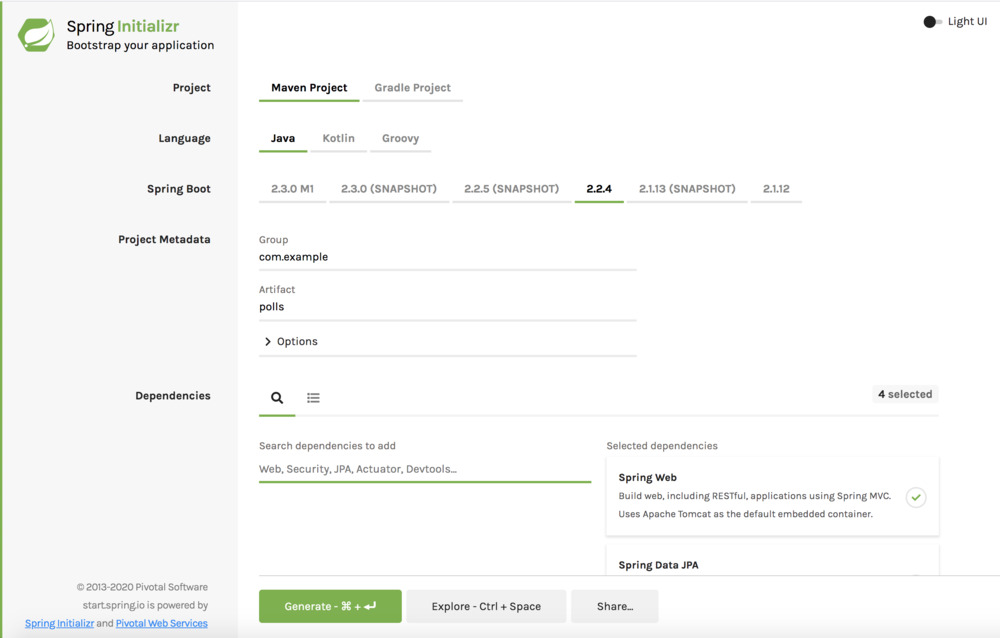 Spring Initializr
Bootstrap your application
Light UI
Project
Maven Project
Gradle Project
Language
Java
Kotlin
Groovy
Spring Boot
2.3.0 M1
2.3.0 (SNAPSHOT)
2.2.5 (SNAPSHOT)
2.2.4
2.1.13 (SNAPSHOT)
2.1.12
Project Metadata
Group
com.example
Artifact
polls
Options
Dependencies
4 selected
Search dependencies to add
Web, Security, JPA, Actuator, Devtools...
Selected dependencies
Spring Web
Build web, including RESTful, applications using Spring MVC.
Uses Apache Tomcat as the default embedded container.
Spring Data JPA
© 2013-2020 Pivotal Software
start.spring.io is powered by
Spring Initializr and Pivotal Web Services
Generate - ⌘ + ↵
Explore - Ctrl + Space
Share...